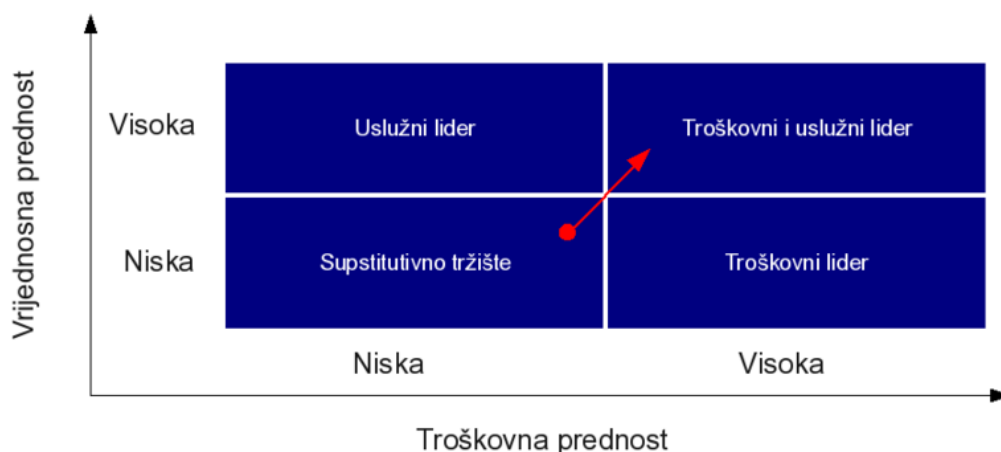 Vrijednosna prednost
Visoka
Uslužni lider
Troškovni i uslužni lider
Niska
Supstitutivno tržište
Troškovni lider
Niska
Visoka
Troškovna prednost